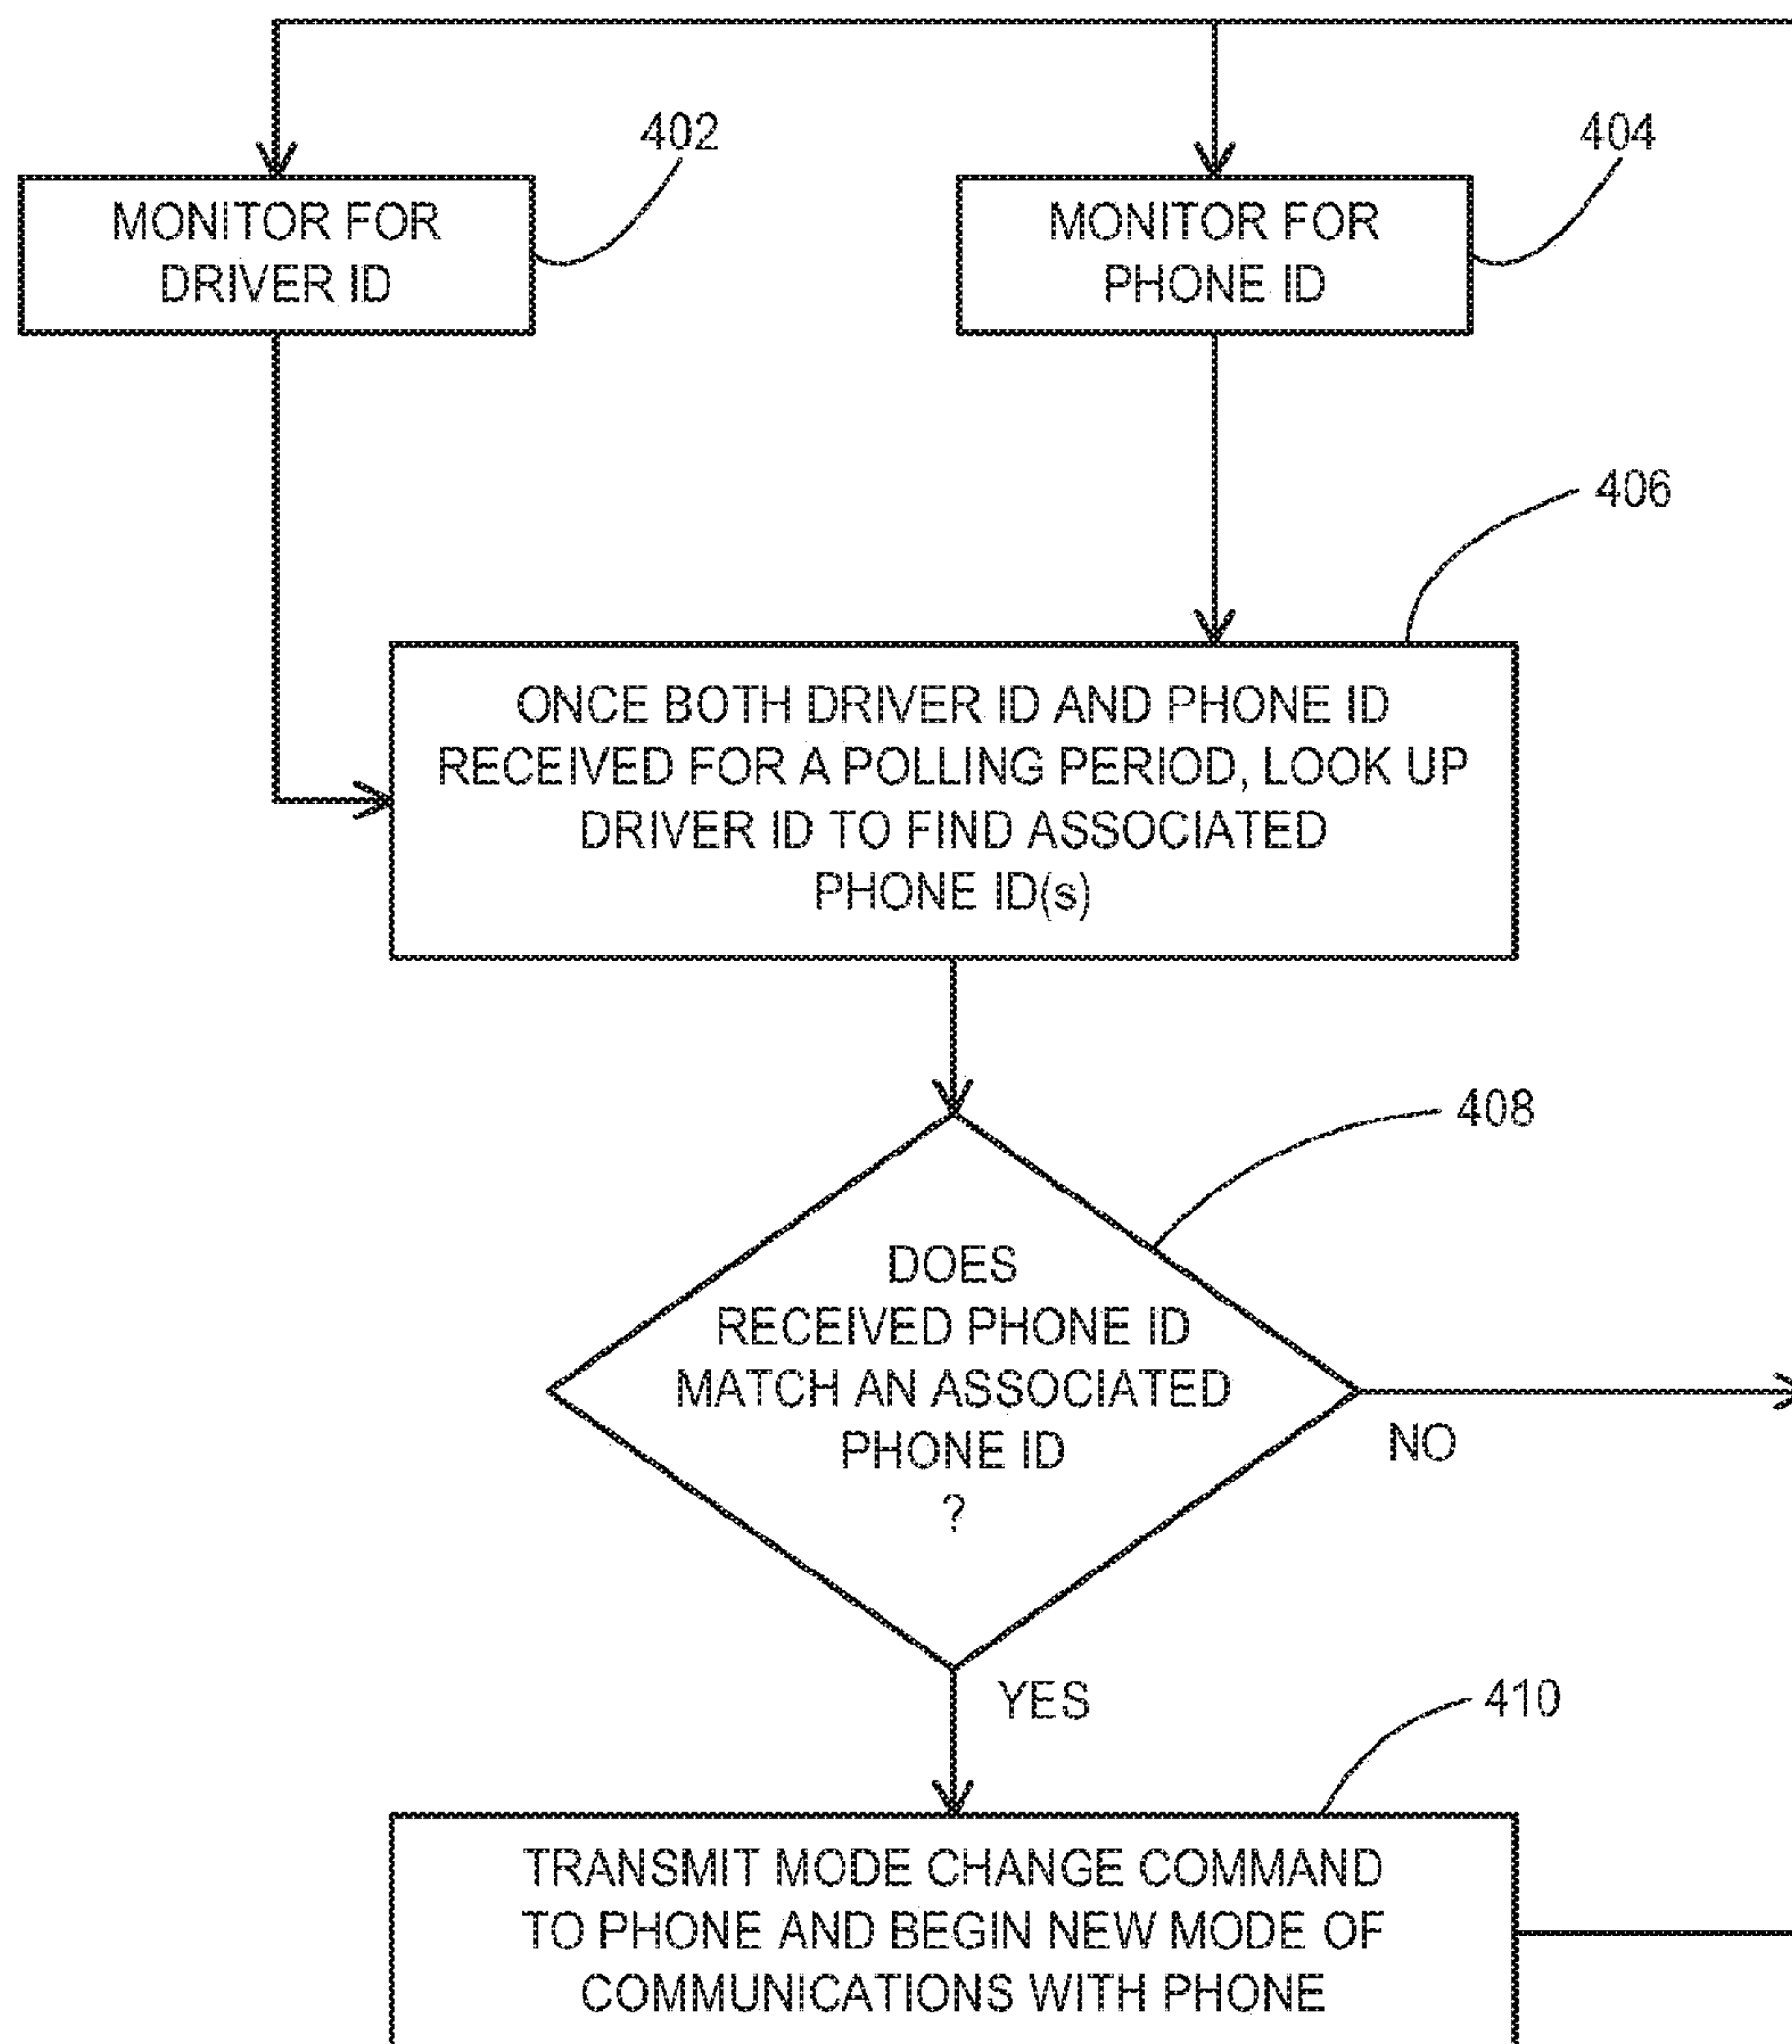 402
404
MONITOR FOR
DRIVER ID
MONITOR FOR
PHONE ID
406
ONCE BOTH DRIVER ID AND PHONE ID
RECEIVED FOR A POLLING PERIOD, LOOK UP
DRIVER ID TO FIND ASSOCIATED
PHONE ID(s)
408
DOES
RECEIVED PHONE ID
MATCH AN ASSOCIATED
PHONE ID
?
NO
YES
410
TRANSMIT MODE CHANGE COMMAND
TO PHONE AND BEGIN NEW MODE OF
COMMUNICATIONS WITH PHONE